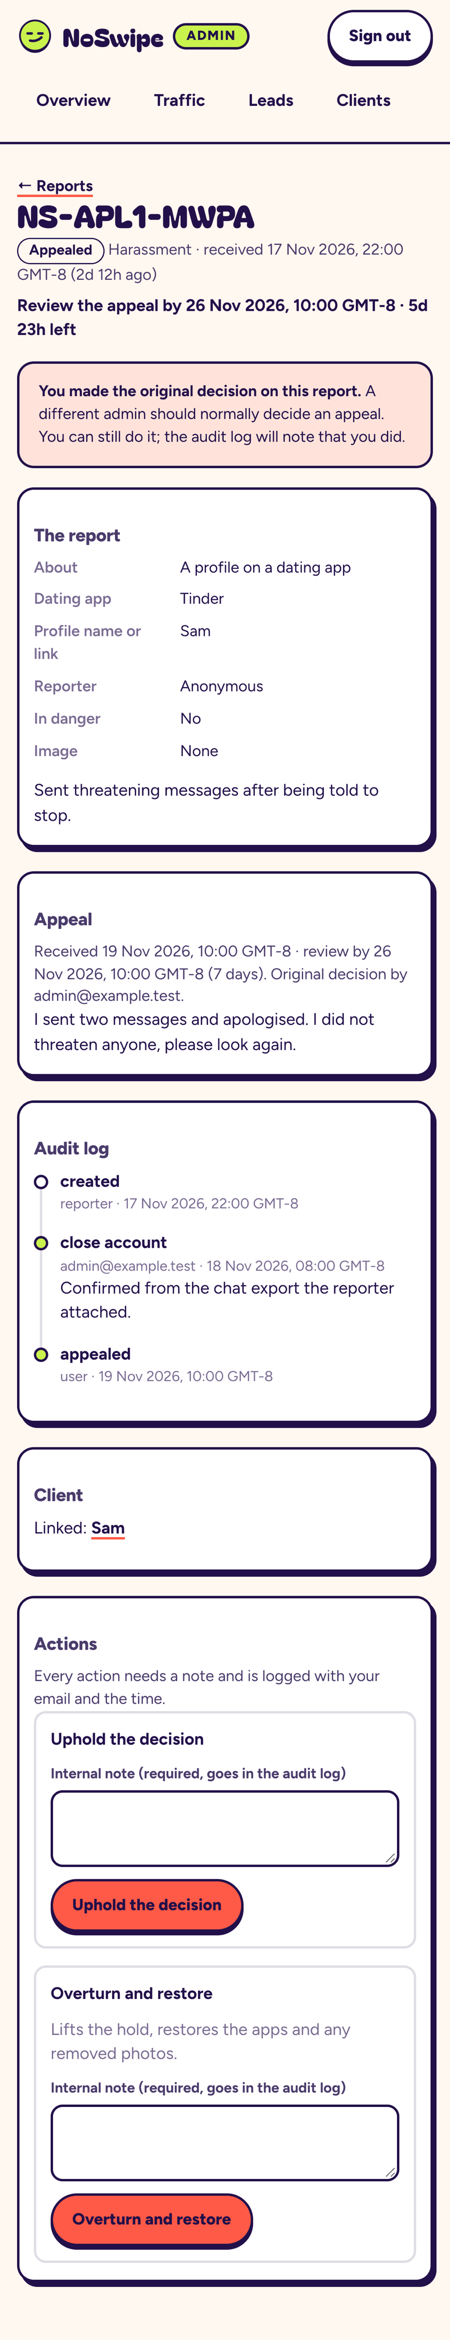 NoSwipe ADMIN Sign out
Overview Traffic Leads Clients
← Reports
NS-APL1-MWPA
Appealed Harassment · received 17 Nov 2026, 22:00
GMT-8 (2d 12h ago)
Review the appeal by 26 Nov 2026, 10:00 GMT-8 · 5d
23h left
You made the original decision on this report. A
different admin should normally decide an appeal.
You can still do it; the audit log will note that you did.
The report
About A profile on a dating app
Dating app Tinder
Profile name or Sam
link
Reporter Anonymous
In danger No
Image None
Sent threatening messages after being told to
stop.
Appeal
Received 19 Nov 2026, 10:00 GMT-8 · review by 26
Nov 2026, 10:00 GMT-8 (7 days). Original decision by
admin@example.test.
I sent two messages and apologised. I did not
threaten anyone, please look again.
Audit log
created
reporter · 17 Nov 2026, 22:00 GMT-8
close account
admin@example.test · 18 Nov 2026, 08:00 GMT-8
Confirmed from the chat export the reporter
attached.
appealed
user · 19 Nov 2026, 10:00 GMT-8
Client
Linked: Sam
Actions
Every action needs a note and is logged with your
email and the time.
Uphold the decision
Internal note (required, goes in the audit log)
Uphold the decision
Overturn and restore
Lifts the hold, restores the apps and any
removed photos.
Internal note (required, goes in the audit log)
Overturn and restore